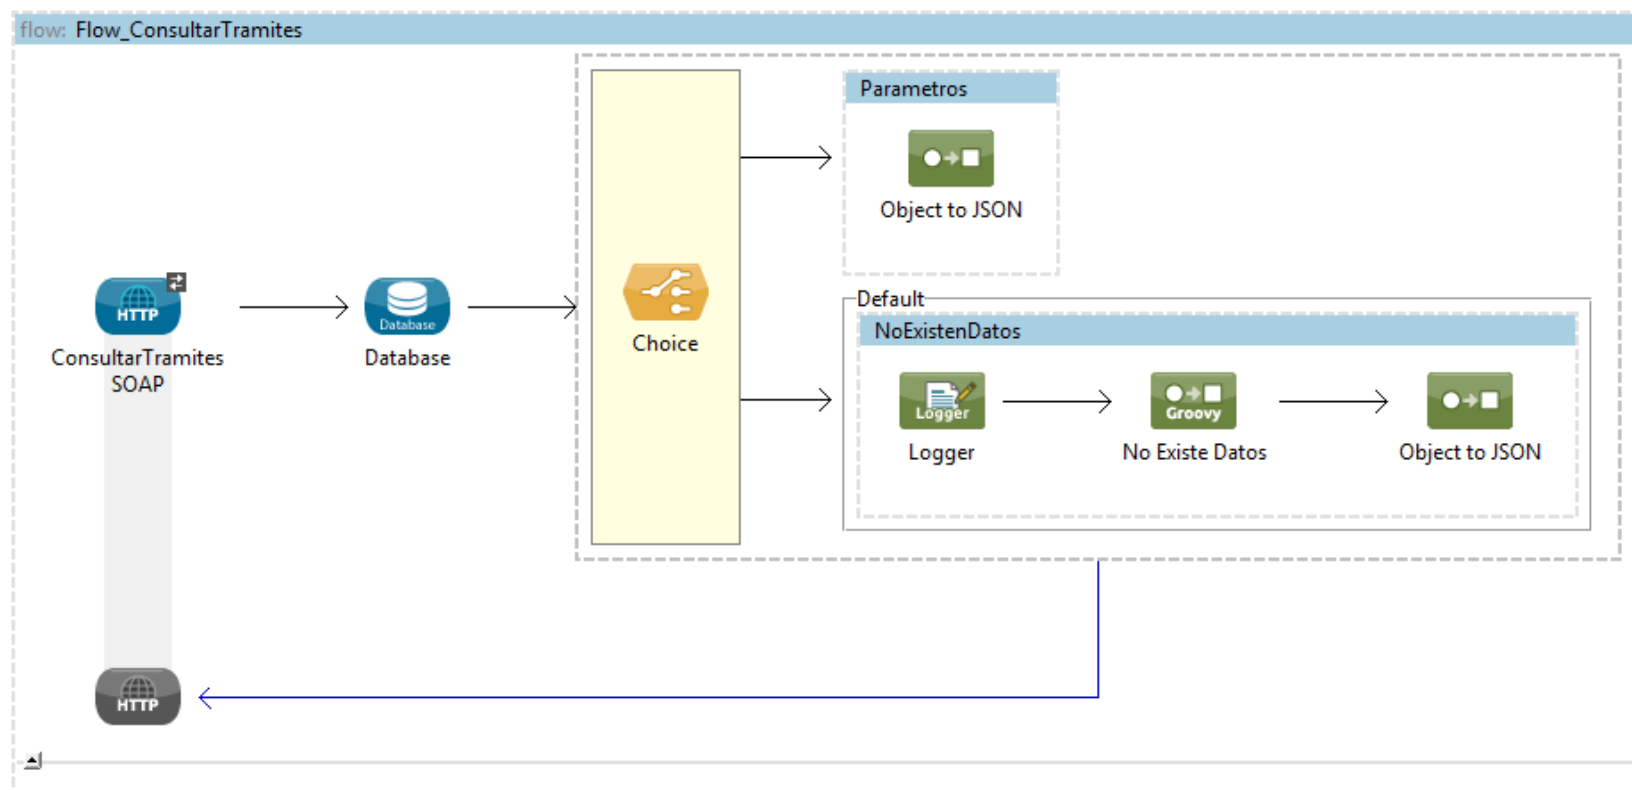 flow: Flow_ConsultarTramites
Parametros
Object to JSON
HTTP
ConsultarTramites
SOAP
Database
Database
Choice
Default
NoExistenDatos
Logger
Logger
Groovy
No Existe Datos
Object to JSON
HTTP